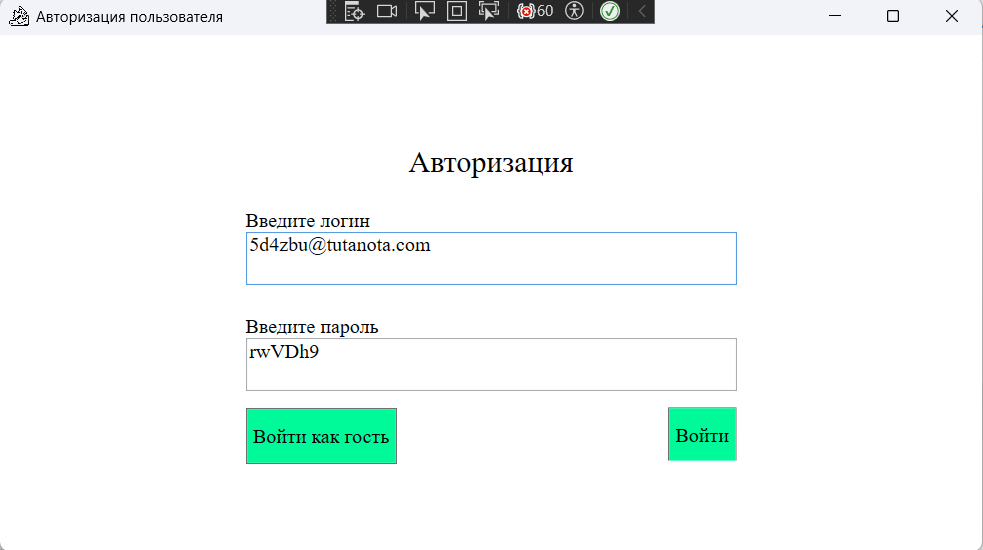 Авторизация пользователя
60
Авторизация
Введите логин
5d4zbu@tutanota.com
Введите пароль
rwVDh9
Войти как гость
Войти